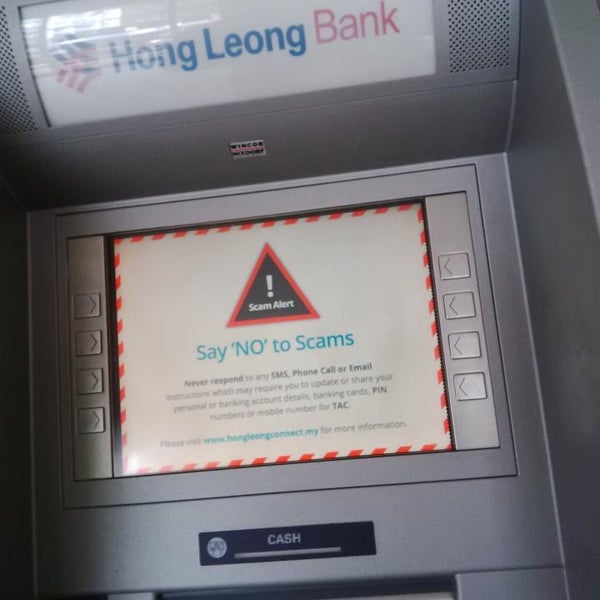 Hong Leong Bank
WINCOR
NIXDORF
!
Scam Alert
Say 'NO' to Scams
Never respond to any SMS, Phone Call or Email
instructions which may require you to update or share your
personal or banking account details, banking cards, PIN
numbers or mobile number for TAC.
Please visit www.hongleongconnect.my for more information.
CASH